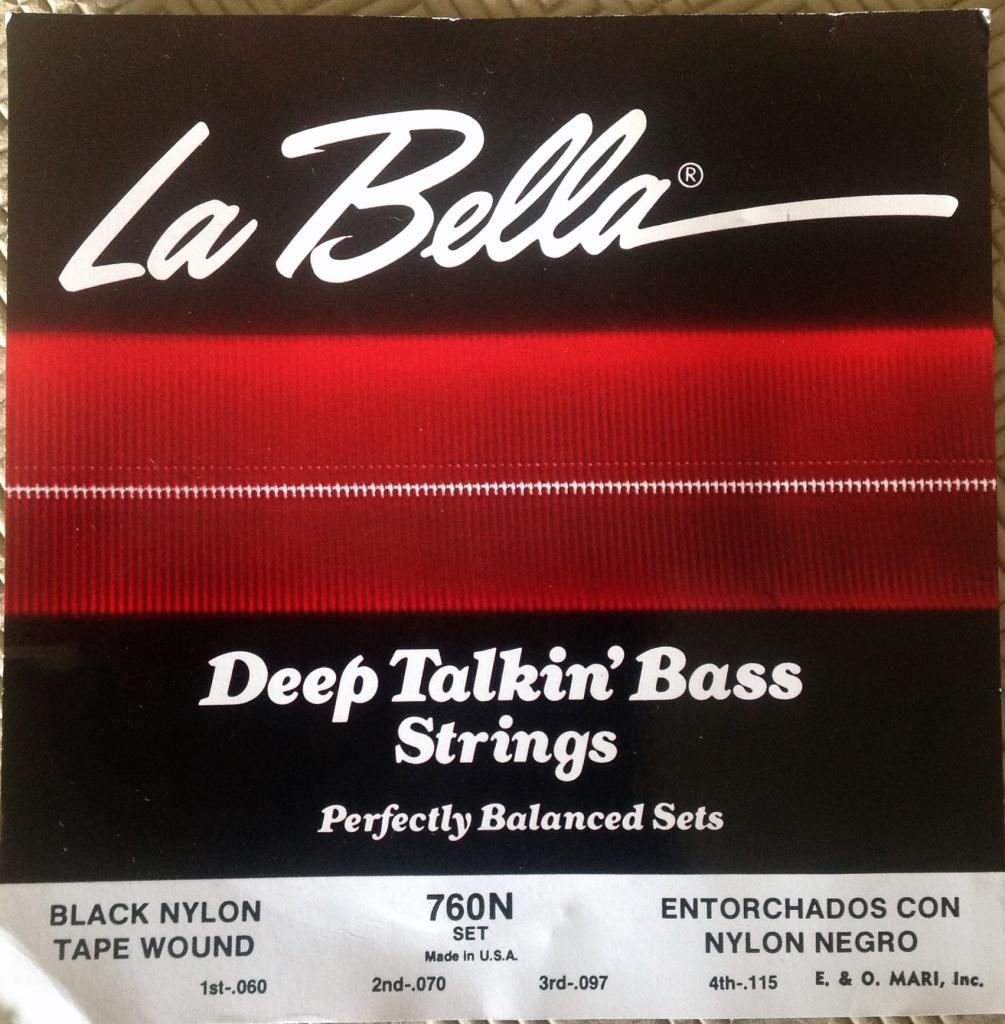 La Bella®
Deep Talkin' Bass
Strings
Perfectly Balanced Sets
BLACK NYLON
TAPE WOUND
760N
SET
Made in U.S.A.
ENTORCHADOS CON
NYLON NEGRO
1st-.060 2nd-.070 3rd-.097 4th-.115 E. & O. MARI, Inc.